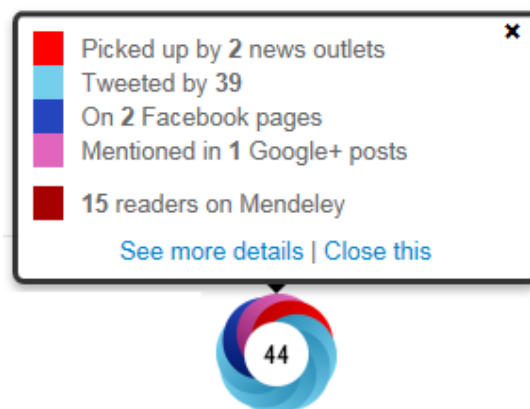 Picked up by 2 news outlets
Tweeted by 39
On 2 Facebook pages
Mentioned in 1 Google+ posts
15 readers on Mendeley
See more details | Close this
44